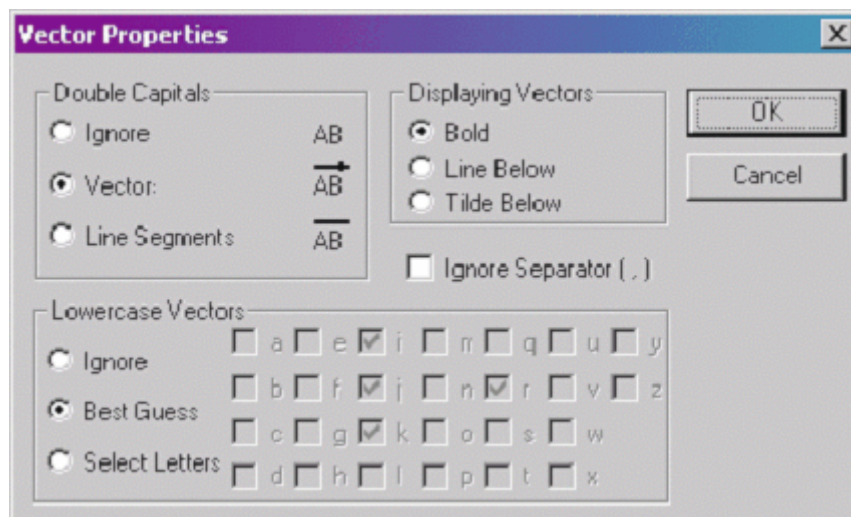 Vector Properties
Double Capitals
Ignore AB
Vector: AB
Line Segments AB
Displaying Vectors
Bold
Line Below
Tilde Below
Ignore Separator ( , )
OK
Cancel
Lowercase Vectors
Ignore
Best Guess
Select Letters
a e i m q u y
b f j n r v z
c g k o s w
d h l p t x